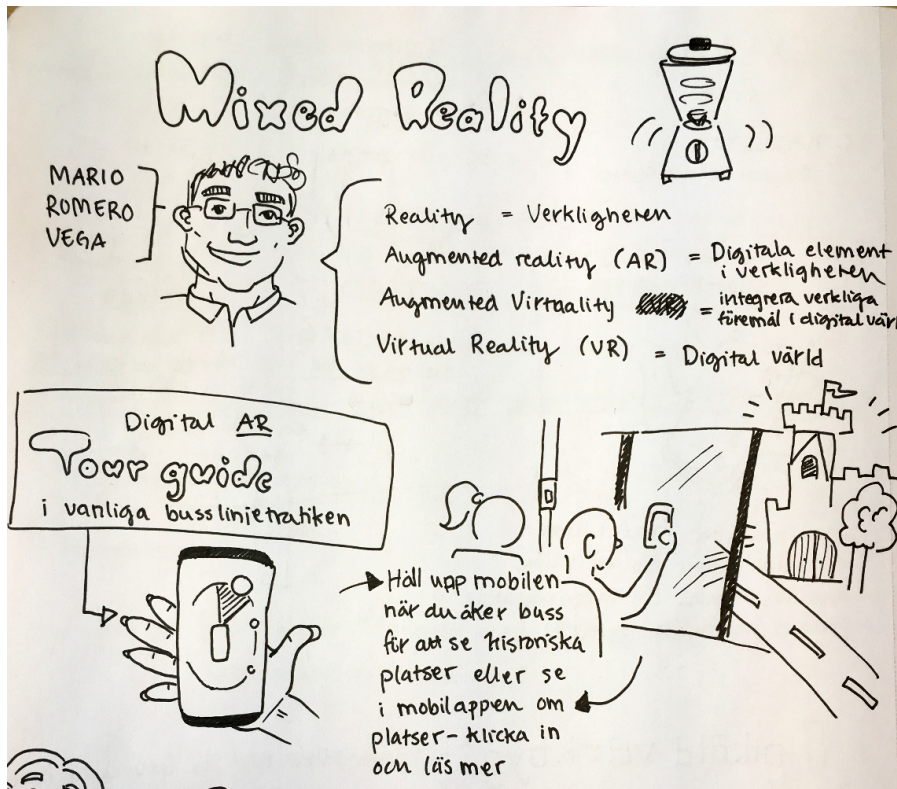 Mixed Reality
MARIO
ROMERO
VEGA
Reality = Verkligheten
Augmented reality (AR) = Digitala element
i verkligheten
Augmented Virtuality = integrera verkliga
föremål i digital värl
Virtual Reality (VR) = Digital värld
Digital AR
Tour guide
i vanliga busslinjetrafiken
Håll upp mobilen
när du åker buss
för att se historiska
platser eller se
i mobilappen om
platser - klicka in
och läs mer